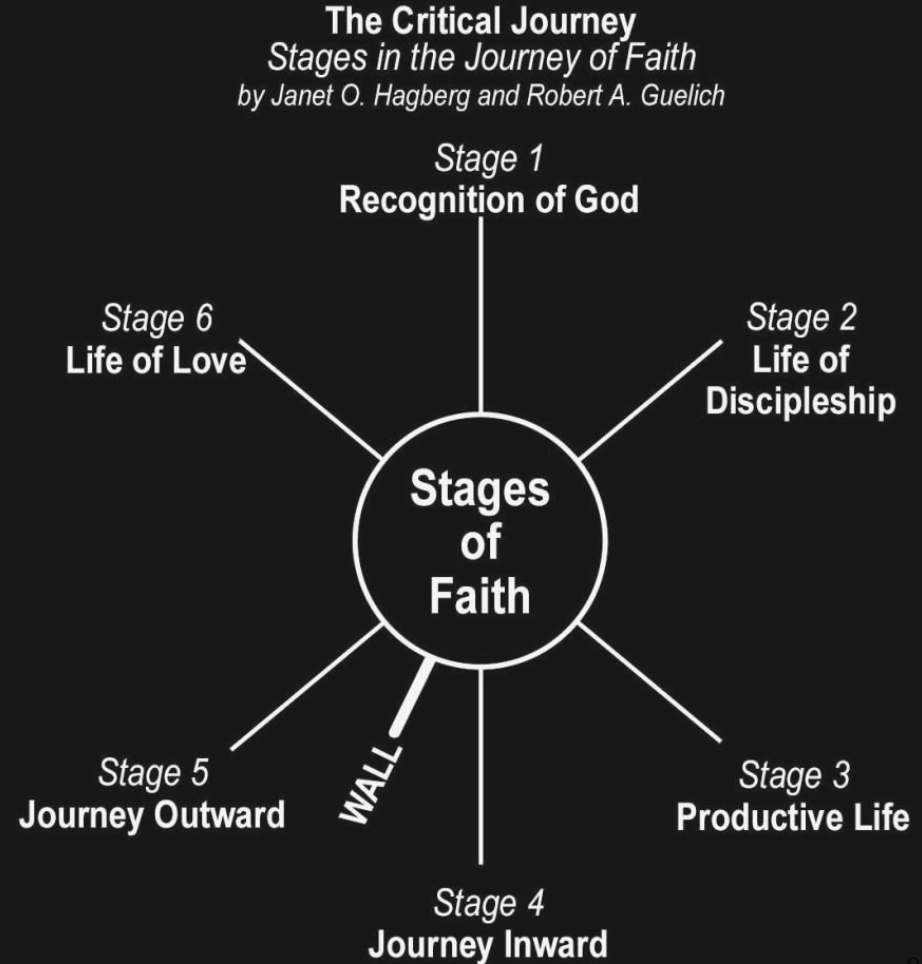 The Critical Journey
Stages in the Journey of Faith
by Janet O. Hagberg and Robert A. Guelich
Stage 1
Recognition of God
Stage 2
Life of
Discipleship
Stage 3
Productive Life
Stage 4
Journey Inward
WALL
Stage 5
Journey Outward
Stage 6
Life of Love
Stages
of
Faith